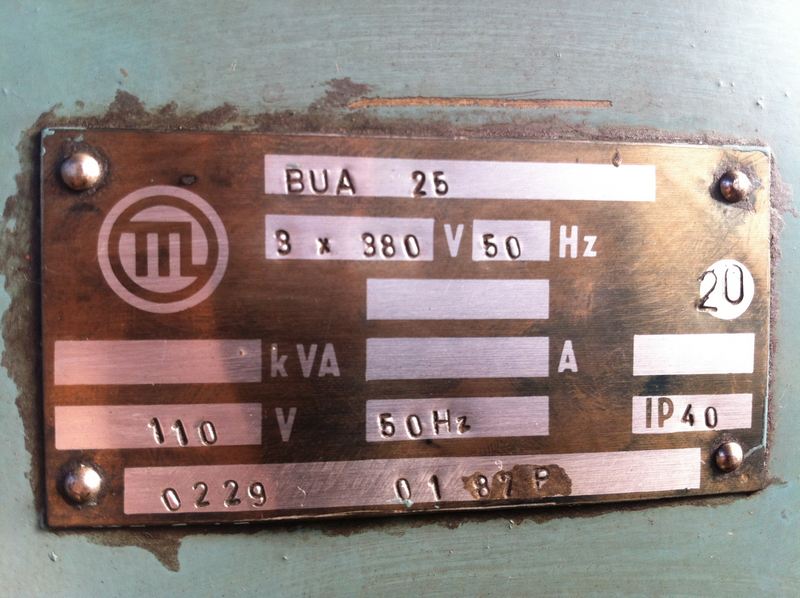 BUA 25
3 x 380 V 50 Hz
20
kVA A
110 V 50Hz IP40
0229 01 87 P